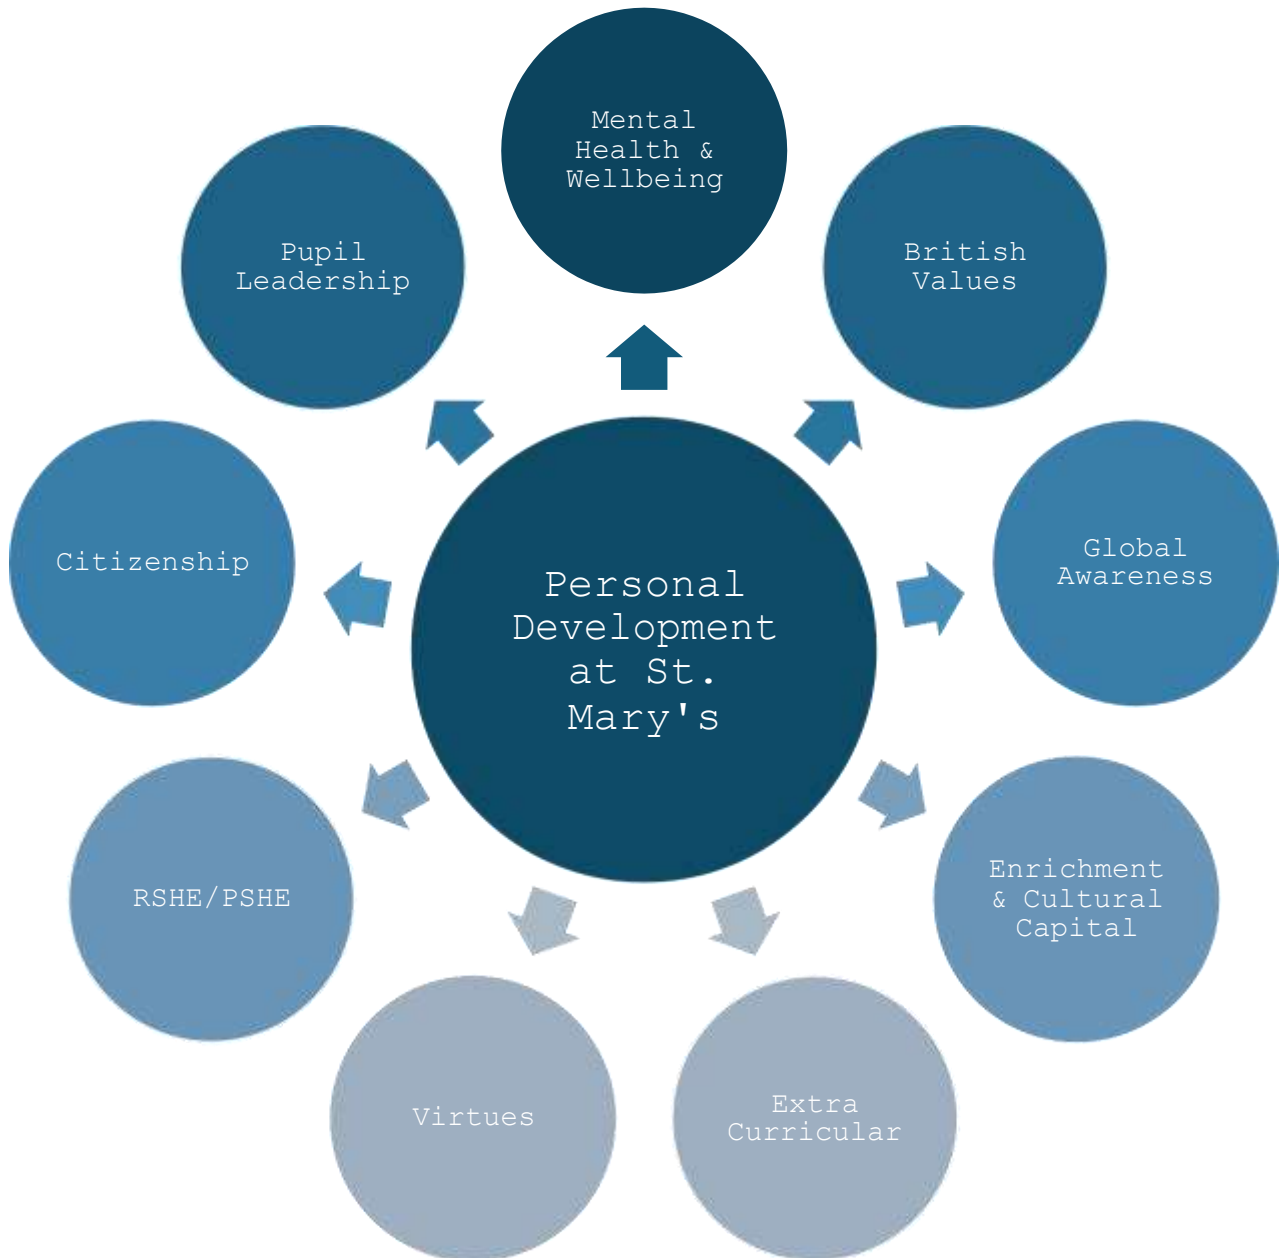 Mental
Health &
Wellbeing
British
Values
Global
Awareness
Enrichment
& Cultural
Capital
Extra
Curricular
Virtues
RSHE/PSHE
Citizenship
Pupil
Leadership
Personal
Development
at St.
Mary's